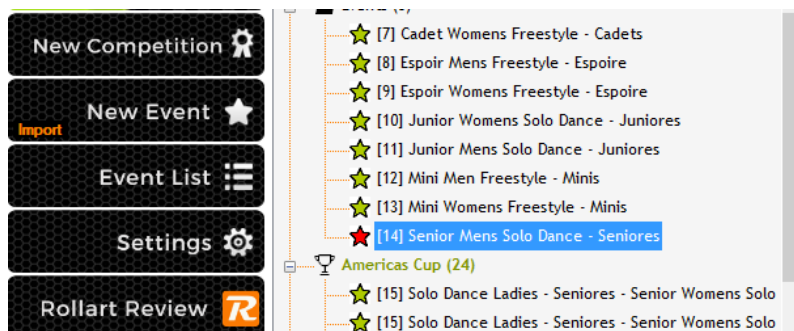 New Competition
New Event
Import
Event List
Settings
Rollart Review
[7] Cadet Womens Freestyle - Cadets
[8] Espoir Mens Freestyle - Espoire
[9] Espoir Womens Freestyle - Espoire
[10] Junior Womens Solo Dance - Juniores
[11] Junior Mens Solo Dance - Juniores
[12] Mini Men Freestyle - Minis
[13] Mini Womens Freestyle - Minis
[14] Senior Mens Solo Dance - Seniores
Americas Cup (24)
[15] Solo Dance Ladies - Seniores - Senior Womens Solo
[15] Solo Dance Ladies - Seniores - Senior Womens Solo